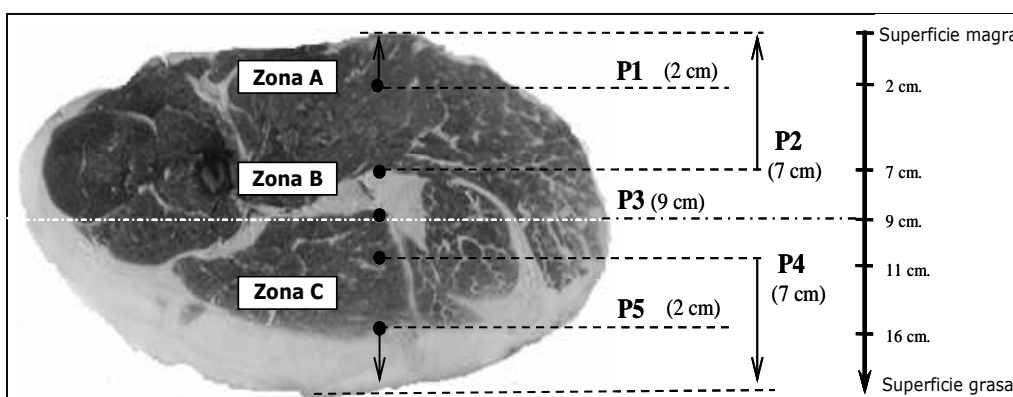 Superficie magra
Zona A
P1 (2 cm)
2 cm.
P2
(7 cm)
Zona B
7 cm.
P3 (9 cm)
9 cm.
11 cm.
P4
(7 cm)
Zona C
P5 (2 cm)
16 cm.
Superficie grasa